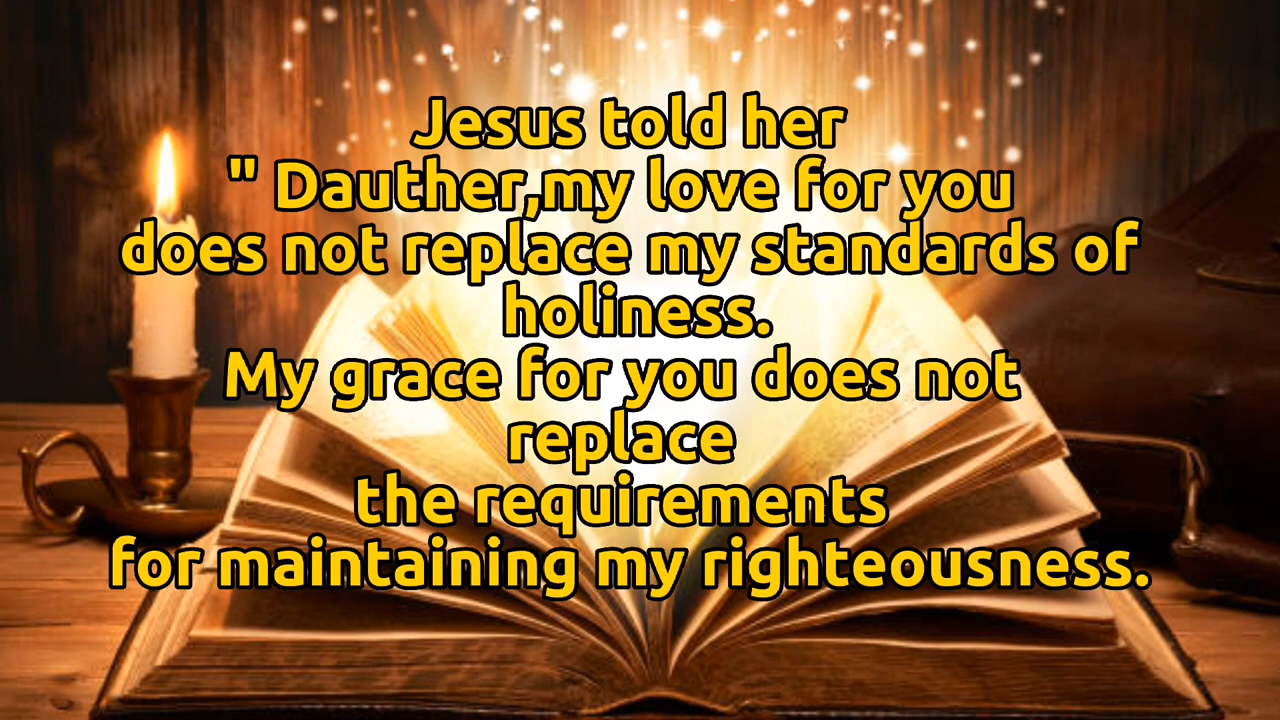 Jesus told her
" Dauther,my love for you
does not replace my standards of
holiness.
My grace for you does not
replace
the requirements
for maintaining my righteousness.